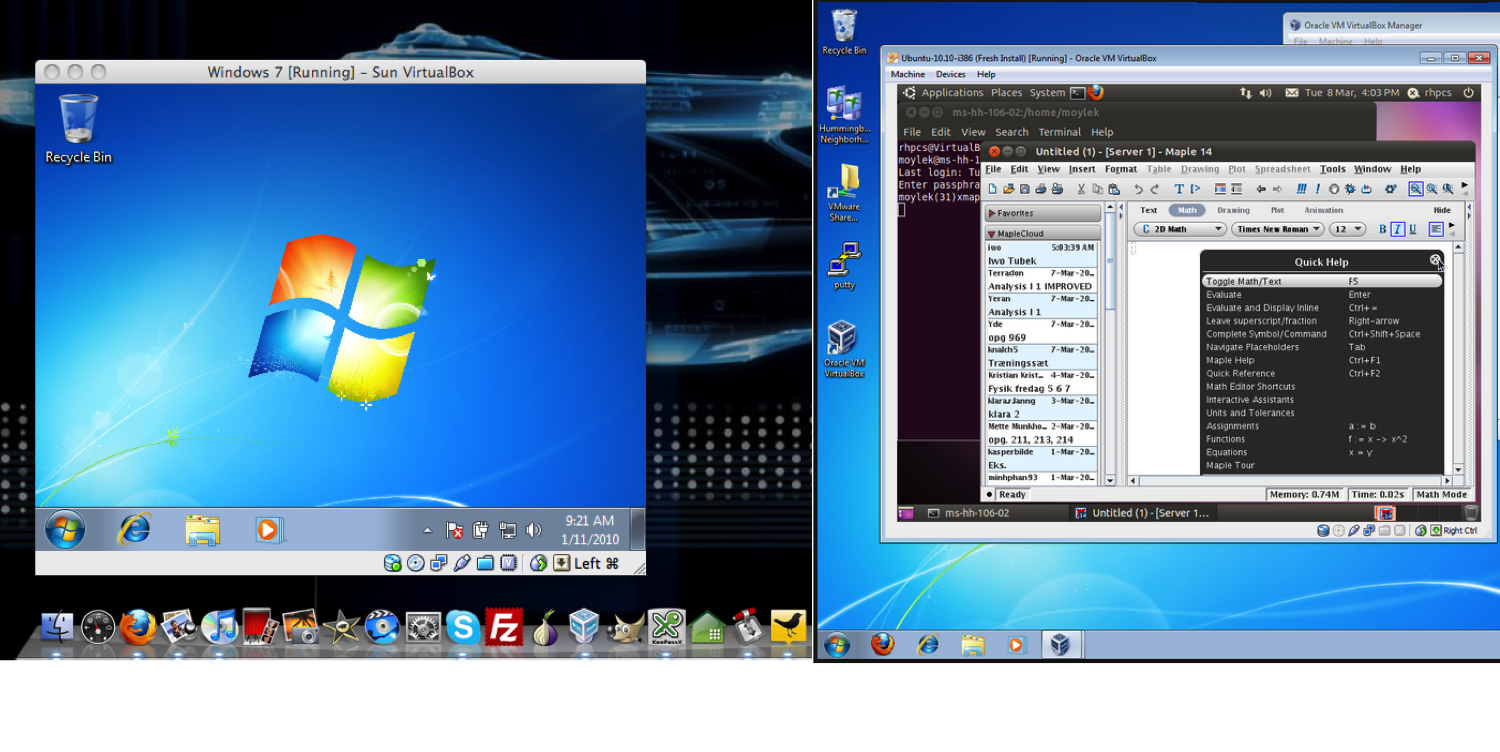 Windows 7 [Running] – Sun VirtualBox
Recycle Bin
9:21 AM
1/11/2010
Left ⌘
Fz
KeePassX
Recycle Bin
Hummingb...
Neighborh...
VMware
Share...
putty
Oracle VM
VirtualBox
Oracle VM VirtualBox Manager
File Machine Help
Ubuntu-10.10-i386 (Fresh Install) [Running] - Oracle VM VirtualBox
Machine Devices Help
Applications Places System
Tue 8 Mar, 4:03 PM
rhpcs
ms-hh-106-02:/home/moylek
File Edit View Search Terminal Help
rhpcs@VirtualB
moylek@ms-hh-1
Last login: Tu
Enter passphra
moylek(31)xmap
Untitled (1) - [Server 1] - Maple 14
File Edit View Insert Format Table Drawing Plot Spreadsheet Tools Window Help
Favorites
MapleCloud
iwo 5:03:39 AM
Iwo Tubek
Terradon 7-Mar-20...
Analysis I 1 IMPROVED
Yeran 7-Mar-20...
Analysis I 1
Yde 7-Mar-20...
opg 969
knalch5 7-Mar-20...
Træningssæt
Kristian Krist... 4-Mar-20...
Fysik fredag 5 6 7
klara.r.Janng 3-Mar-20...
klara 2
Mette Munkho... 2-Mar-20...
opg. 211, 213, 214
kasperbilde 1-Mar-20...
Eks.
minhphan93 1-Mar-20...
Text Math Drawing Plot Animation Hide
C 2D Math Times New Roman 12 B I U
Quick Help
Toggle Math/Text F5
Evaluate Enter
Evaluate and Display Inline Ctrl+ =
Leave superscript/fraction Right-arrow
Complete Symbol/Command Ctrl+Shift+Space
Navigate Placeholders Tab
Maple Help Ctrl+F1
Quick Reference Ctrl+F2
Math Editor Shortcuts
Interactive Assistants
Units and Tolerances
Assignments a := b
Functions f := x -> x^2
Equations x = y
Maple Tour
Ready
Memory: 0.74M Time: 0.02s Math Mode
ms-hh-106-02
Untitled (1) - [Server 1...
Right Ctrl